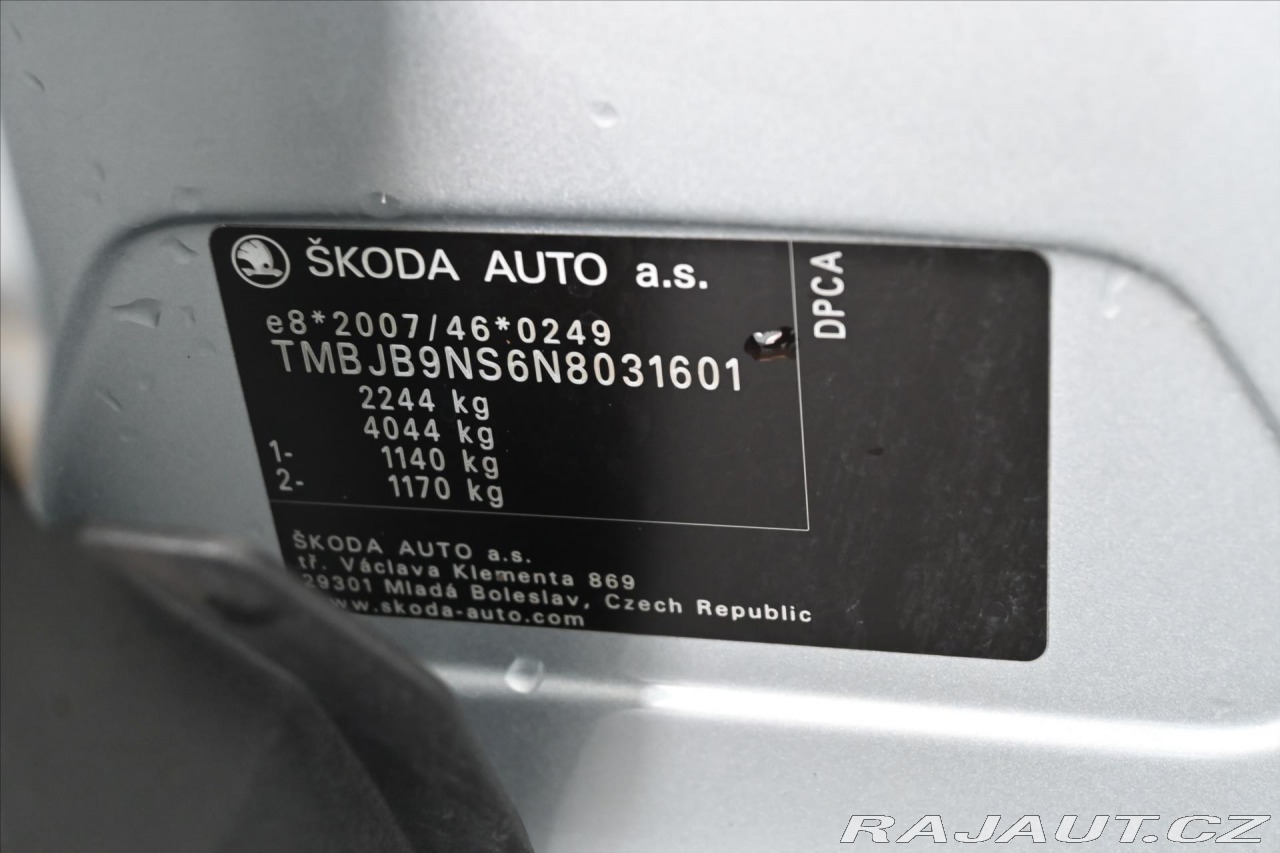 ŠKODA AUTO a.s.
DPCA
e8*2007/46*0249
TMBJB9NS6N8031601
2244 kg
4044 kg
1- 1140 kg
2- 1170 kg
ŠKODA AUTO a.s.
tř. Václava Klementa 869
29301 Mladá Boleslav, Czech Republic
www.skoda-auto.com
RAJAUT.CZ